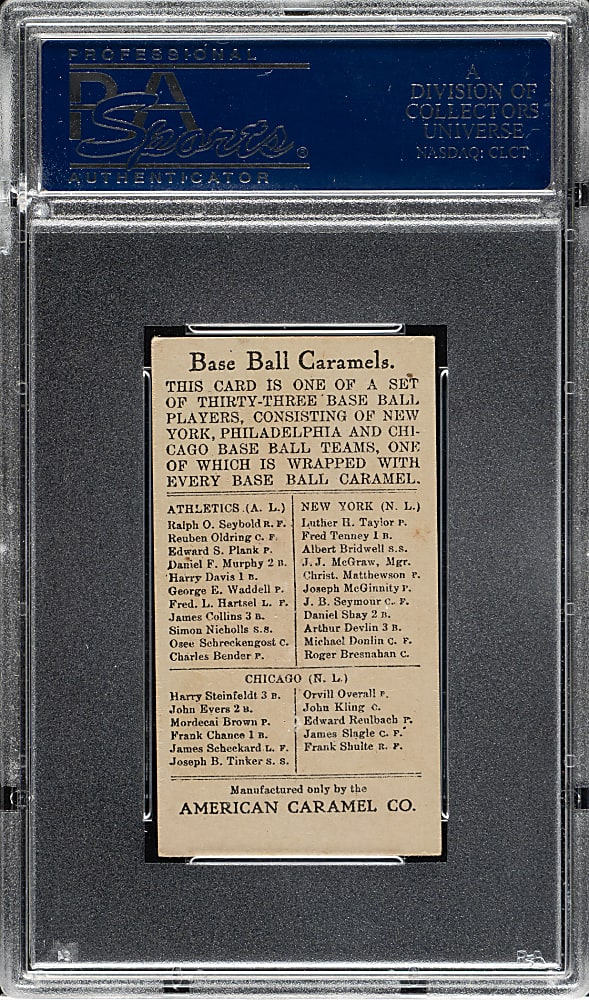 PROFESSIONAL
PSA
Sports®
AUTHENTICATOR
A
DIVISION OF
COLLECTORS
UNIVERSE
NASDAQ: CLCT
Base Ball Caramels.
THIS CARD IS ONE OF A SET
OF THIRTY-THREE BASE BALL
PLAYERS, CONSISTING OF NEW
YORK, PHILADELPHIA AND CHI-
CAGO BASE BALL TEAMS, ONE
OF WHICH IS WRAPPED WITH
EVERY BASE BALL CARAMEL.
ATHLETICS (A. L.)
Ralph O. Seybold R. F.
Reuben Oldring C. F.
Edward S. Plank P.
Daniel F. Murphy 2 B.
Harry Davis 1 B.
George E. Waddell P.
Fred. L. Hartsel L. F.
James Collins 3 B.
Simon Nicholls S.S.
Osee Schreckengost C.
Charles Bender P.
NEW YORK (N. L.)
Luther H. Taylor P.
Fred Tenney 1 B.
Albert Bridwell S.S.
J. J. McGraw, Mgr.
Christ. Matthewson P.
Joseph McGinnity P.
J. B. Seymour C. F.
Daniel Shay 2 B.
Arthur Devlin 3 B.
Michael Donlin C. F.
Roger Bresnahan C.
CHICAGO (N. L.)
Harry Steinfeldt 3 B.
John Evers 2 B.
Mordecai Brown P.
Frank Chance 1 B.
James Scheckard L. F.
Joseph B. Tinker S. S.
Orvill Overall P.
John Kling C.
Edward Reulbach P.
James Slagle C. F.
Frank Shulte R. F.
Manufactured only by the
AMERICAN CARAMEL CO.
PSA